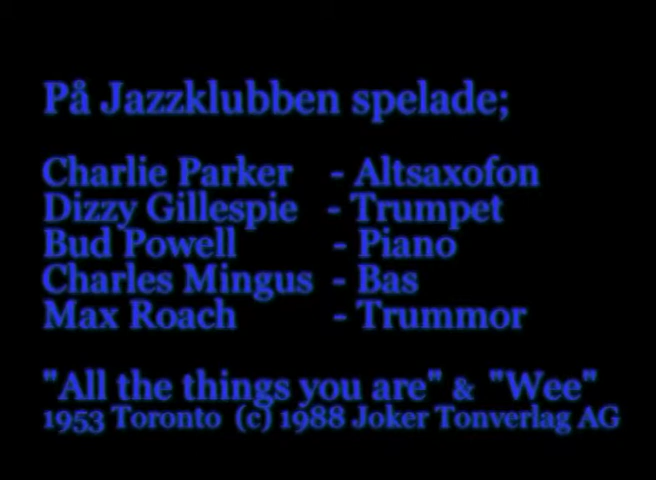 På Jazzklubben spelade;
Charlie Parker - Altsaxofon
Dizzy Gillespie - Trumpet
Bud Powell - Piano
Charles Mingus - Bas
Max Roach - Trummor
"All the things you are" & "Wee"
1953 Toronto (c) 1988 Joker Tonverlag AG